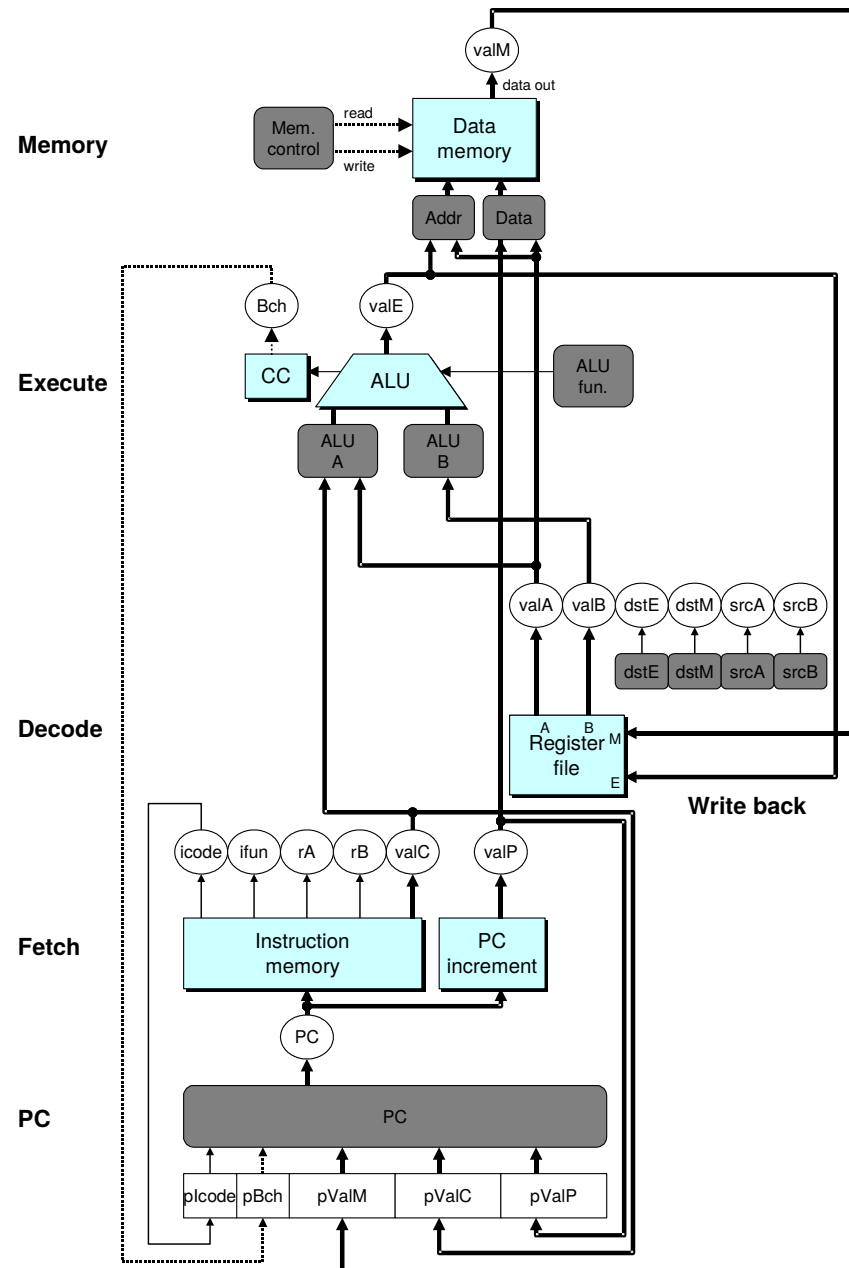 valM
data out
read
Mem.
control
Data
memory
write
Memory
Addr
Data
Bch
valE
CC
ALU
ALU
fun.
Execute
ALU
A
ALU
B
valA
valB
dstE
dstM
srcA
srcB
dstE
dstM
srcA
srcB
Decode
A
B
M
Register
file
E
Write back
icode
ifun
rA
rB
valC
valP
Fetch
Instruction
memory
PC
increment
PC
PC
PC
pIcode
pBch
pValM
pValC
pValP